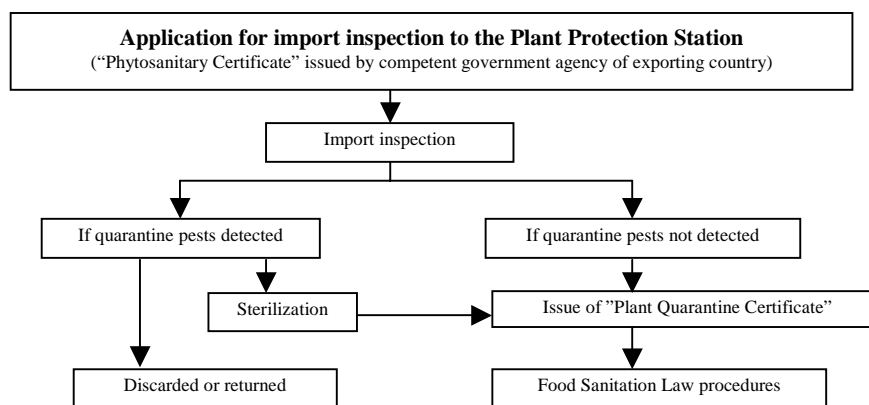 Application for import inspection to the Plant Protection Station
(“Phytosanitary Certificate” issued by competent government agency of exporting country)
Import inspection
If quarantine pests detected
If quarantine pests not detected
Sterilization
Issue of ”Plant Quarantine Certificate”
Discarded or returned
Food Sanitation Law procedures